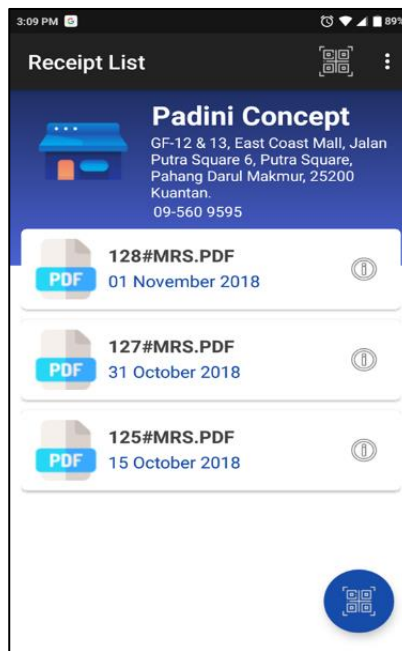 3:09 PM G 89%
Receipt List
Padini Concept
GF-12 & 13, East Coast Mall, Jalan
Putra Square 6, Putra Square,
Pahang Darul Makmur, 25200
Kuantan.
09-560 9595
PDF
128#MRS.PDF
01 November 2018
PDF
127#MRS.PDF
31 October 2018
PDF
125#MRS.PDF
15 October 2018